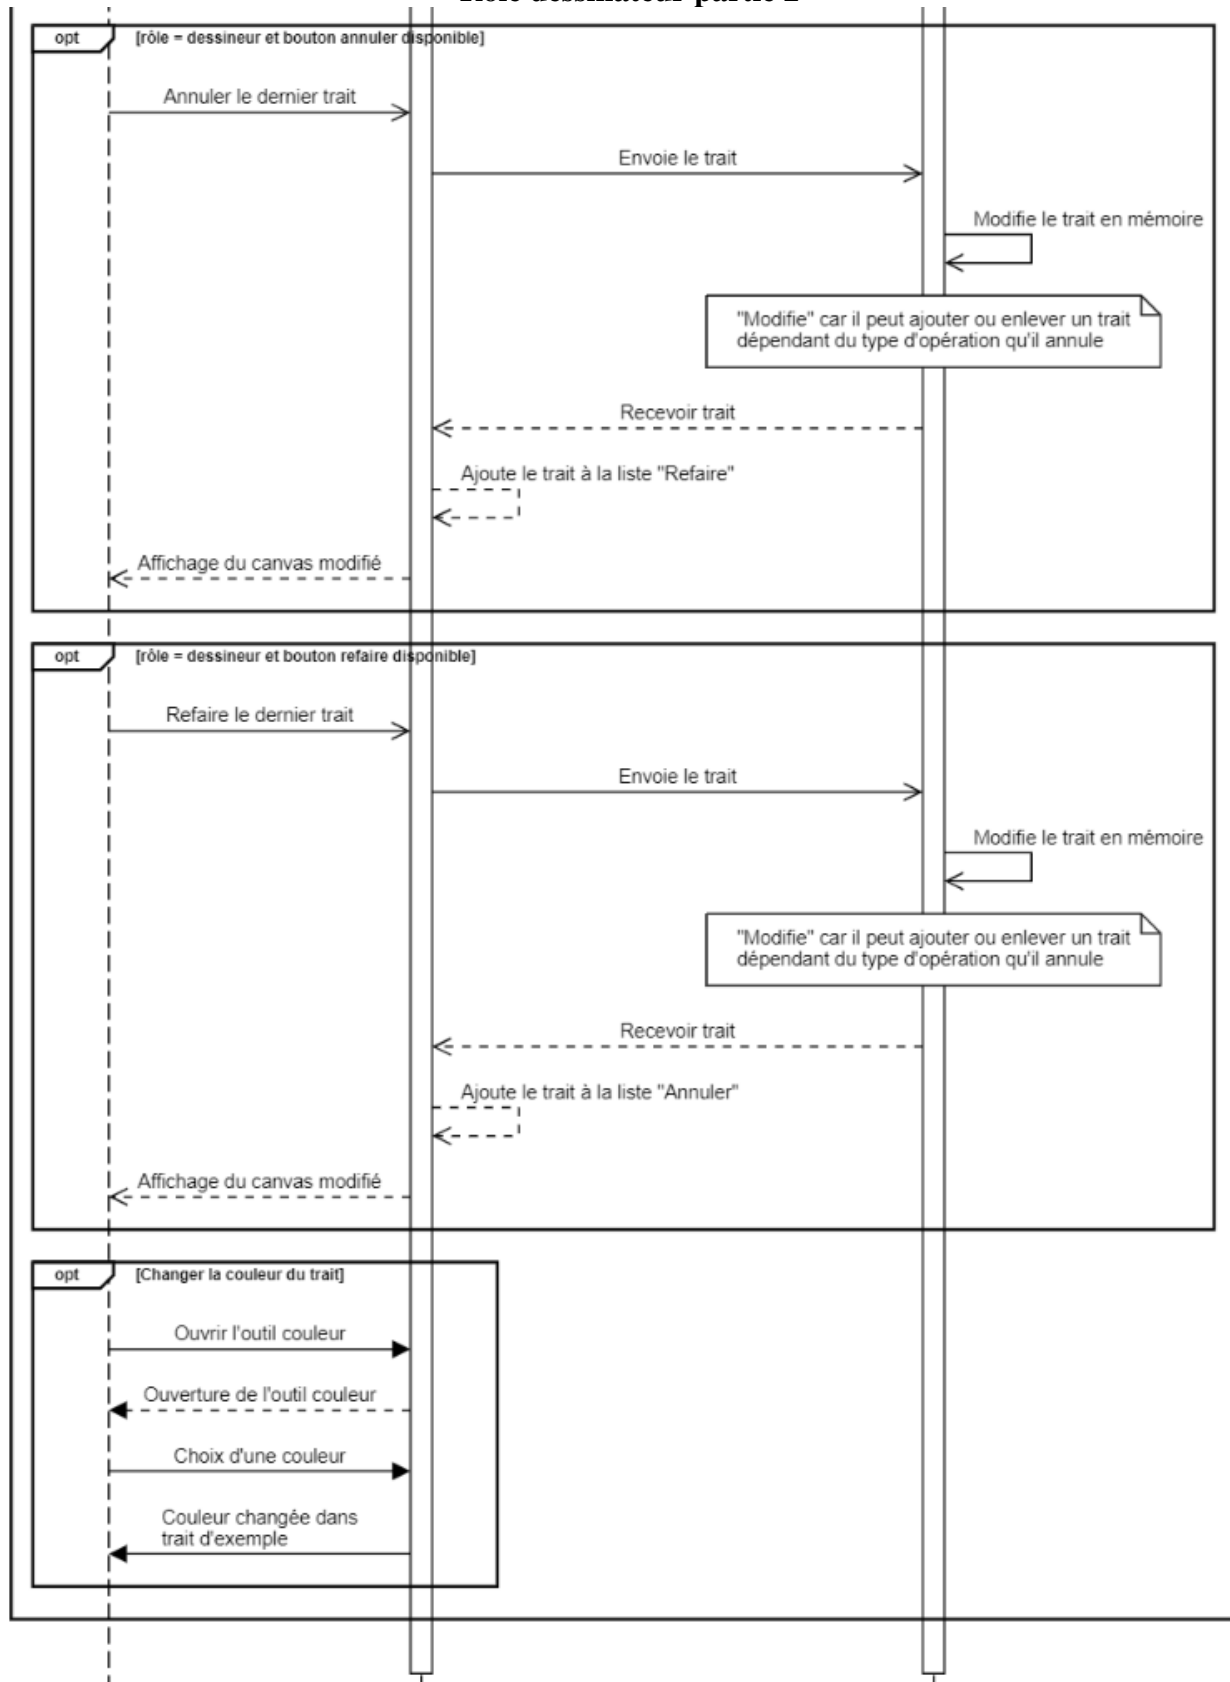 Rôle dessinateur partie 2
opt
[rôle = dessineur et bouton annuler disponible]
Annuler le dernier trait
Envoie le trait
Modifie le trait en mémoire
"Modifie" car il peut ajouter ou enlever un trait
dépendant du type d'opération qu'il annule
Recevoir trait
Ajoute le trait à la liste "Refaire"
Affichage du canvas modifié
opt
[rôle = dessineur et bouton refaire disponible]
Refaire le dernier trait
Envoie le trait
Modifie le trait en mémoire
"Modifie" car il peut ajouter ou enlever un trait
dépendant du type d'opération qu'il annule
Recevoir trait
Ajoute le trait à la liste "Annuler"
Affichage du canvas modifié
opt
[Changer la couleur du trait]
Ouvrir l'outil couleur
Ouverture de l'outil couleur
Choix d'une couleur
Couleur changée dans
trait d'exemple